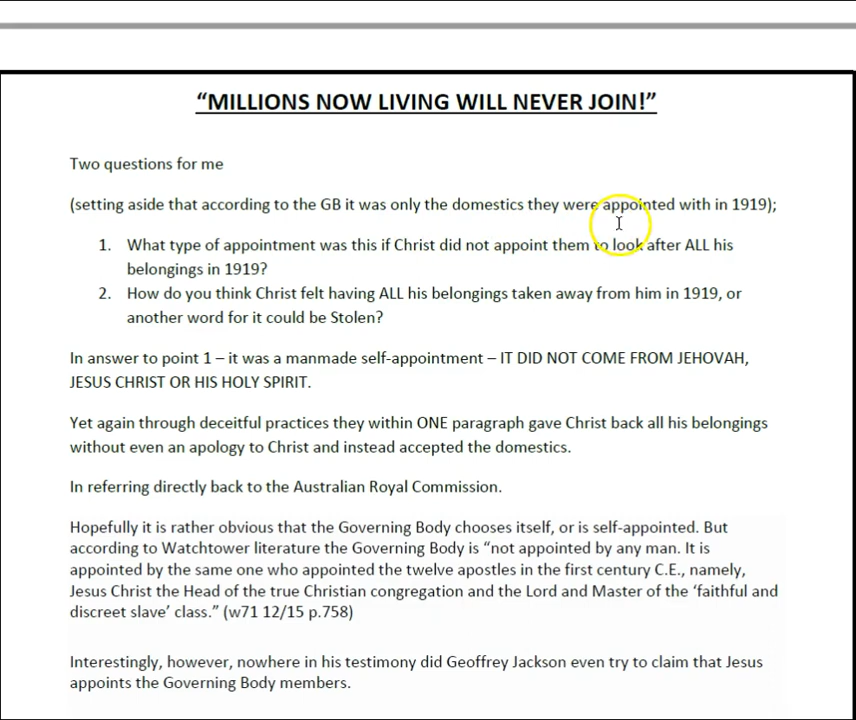 “MILLIONS NOW LIVING WILL NEVER JOIN!”
Two questions for me
(setting aside that according to the GB it was only the domestics they were appointed with in 1919);
1. What type of appointment was this if Christ did not appoint them to look after ALL his
belongings in 1919?
2. How do you think Christ felt having ALL his belongings taken away from him in 1919, or
another word for it could be Stolen?
In answer to point 1 – it was a manmade self-appointment – IT DID NOT COME FROM JEHOVAH,
JESUS CHRIST OR HIS HOLY SPIRIT.
Yet again through deceitful practices they within ONE paragraph gave Christ back all his belongings
without even an apology to Christ and instead accepted the domestics.
In referring directly back to the Australian Royal Commission.
Hopefully it is rather obvious that the Governing Body chooses itself, or is self-appointed. But
according to Watchtower literature the Governing Body is “not appointed by any man. It is
appointed by the same one who appointed the twelve apostles in the first century C.E., namely,
Jesus Christ the Head of the true Christian congregation and the Lord and Master of the ‘faithful and
discreet slave’ class.” (w71 12/15 p.758)
Interestingly, however, nowhere in his testimony did Geoffrey Jackson even try to claim that Jesus
appoints the Governing Body members.